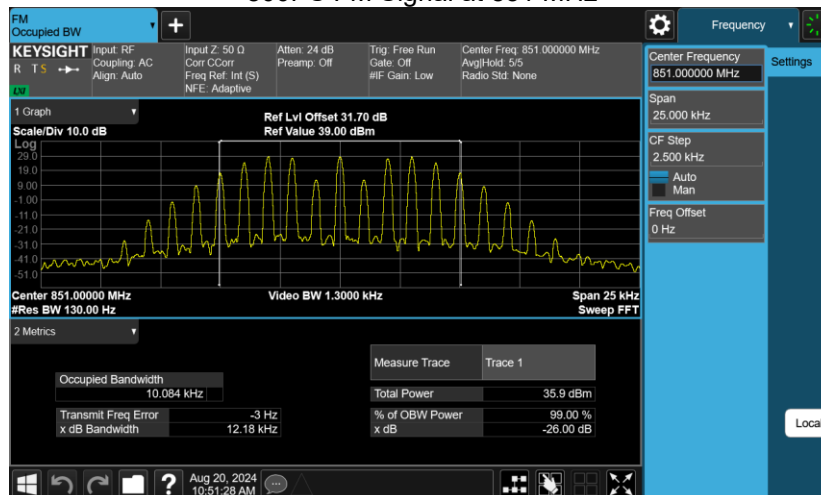 FM
Occupied BW
Frequency
KEYSIGHT
R T S
LXI
Input: RF
Coupling: AC
Align: Auto
Input Z: 50 Ω
Corr CCorr
Freq Ref: Int (S)
NFE: Adaptive
Atten: 24 dB
Preamp: Off
Trig: Free Run
Gate: Off
#IF Gain: Low
Center Freq: 851.000000 MHz
Avg|Hold: 5/5
Radio Std: None
Center Frequency
851.000000 MHz
Settings
Span
25.000 kHz
CF Step
2.500 kHz
Auto
Man
Freq Offset
0 Hz
1 Graph
Scale/Div 10.0 dB
Ref Lvl Offset 31.70 dB
Ref Value 39.00 dBm
Log
29.0
19.0
9.00
-1.00
-11.0
-21.0
-31.0
-41.0
-51.0
Center 851.00000 MHz
#Res BW 130.00 Hz
Video BW 1.3000 kHz
Span 25 kHz
Sweep FFT
2 Metrics
Measure Trace Trace 1
Occupied Bandwidth
10.084 kHz
Total Power 35.9 dBm
Transmit Freq Error -3 Hz
% of OBW Power 99.00 %
x dB Bandwidth 12.18 kHz
x dB -26.00 dB
Local
?
Aug 20, 2024
10:51:28 AM